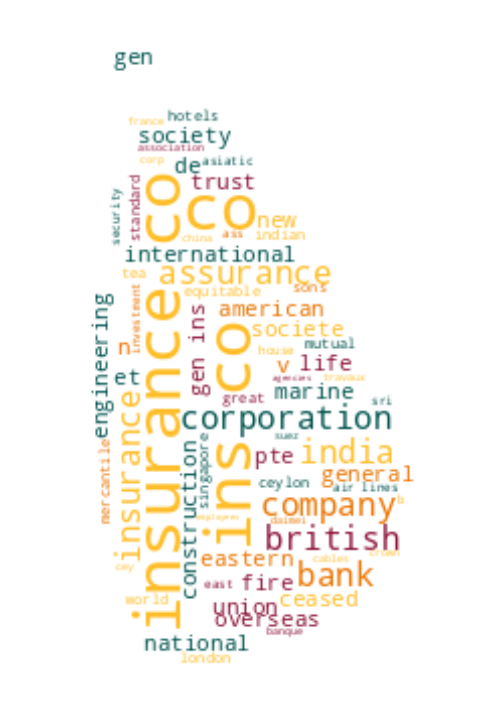 gen
france
hotels
society
association
corp
de
asiatic
trust
standard
security
co
co
ass
new
china
indian
international
tea
assurance
sons
equitable
investment
american
gen ins
co
societe
engineering
n
house
mutual
v
life
et
agencies
travaux
marine
great
sri
insurance
insurance
corporation
suez
mercantile
construction
singapore
ins
pte
india
general
ceylon
air lines
company
b
employees
daimei
british
crown
cables
eastern
cey
bank
east
fire
world
union
ceased
overseas
banque
national
london